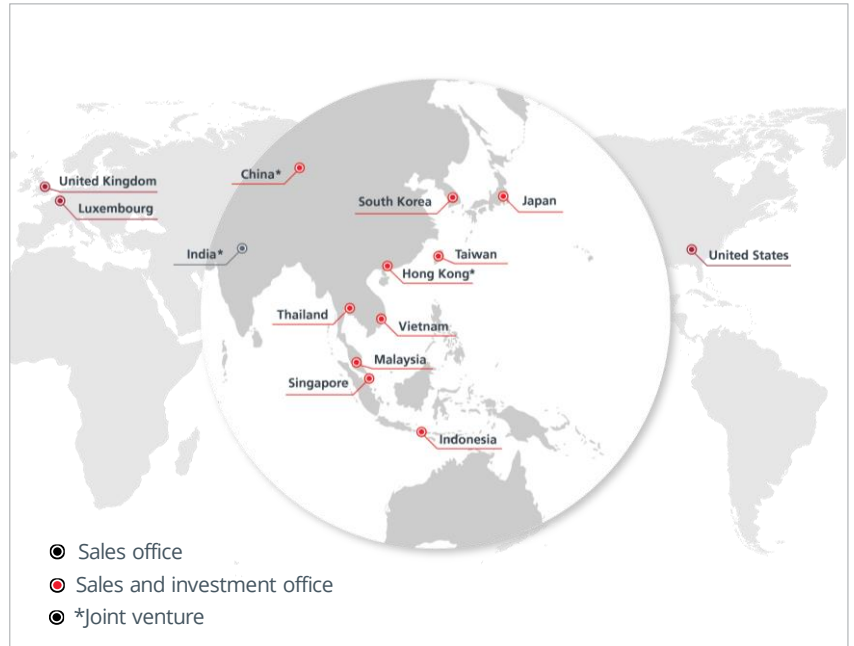 China*
United Kingdom
Luxembourg
South Korea
Japan
India*
Taiwan
United States
Hong Kong*
Thailand
Vietnam
Malaysia
Singapore
Indonesia
Sales office
Sales and investment office
*Joint venture